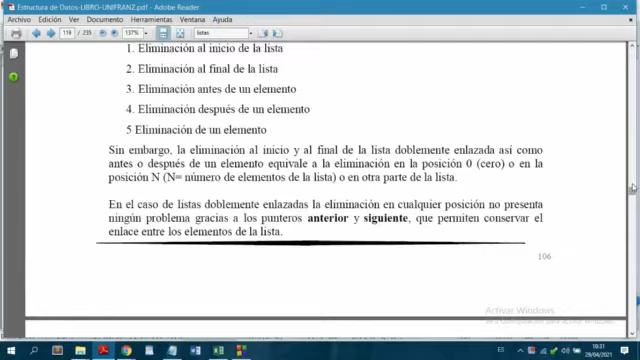 Estructura de Datos-LIBRO-UNIFRANZ.pdf - Adobe Reader
Archivo Edición Ver Documento Herramientas Ventana Ayuda
119 / 235 137% listas
1. Eliminación al inicio de la lista
2. Eliminación al final de la lista
3. Eliminación antes de un elemento
4. Eliminación después de un elemento
5 Eliminación de un elemento
Sin embargo, la eliminación al inicio y al final de la lista doblemente enlazada así como
antes o después de un elemento equivale a la eliminación en la posición 0 (cero) o en la
posición N (N= número de elementos de la lista) o en otra parte de la lista.
En el caso de listas doblemente enlazadas la eliminación en cualquier posición no presenta
ningún problema gracias a los punteros anterior y siguiente, que permiten conservar el
enlace entre los elementos de la lista.
106
Activar Windows
ES 10:31
29/04/2021